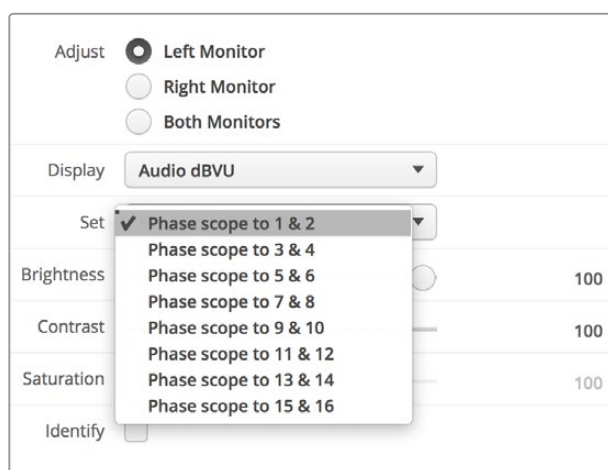 Adjust Left Monitor
Right Monitor
Both Monitors
Display Audio dBVU
Set ✓ Phase scope to 1 & 2
Phase scope to 3 & 4
Brightness Phase scope to 5 & 6 100
Phase scope to 7 & 8
Contrast Phase scope to 9 & 10 100
Phase scope to 11 & 12
Saturation Phase scope to 13 & 14 100
Phase scope to 15 & 16
Identify